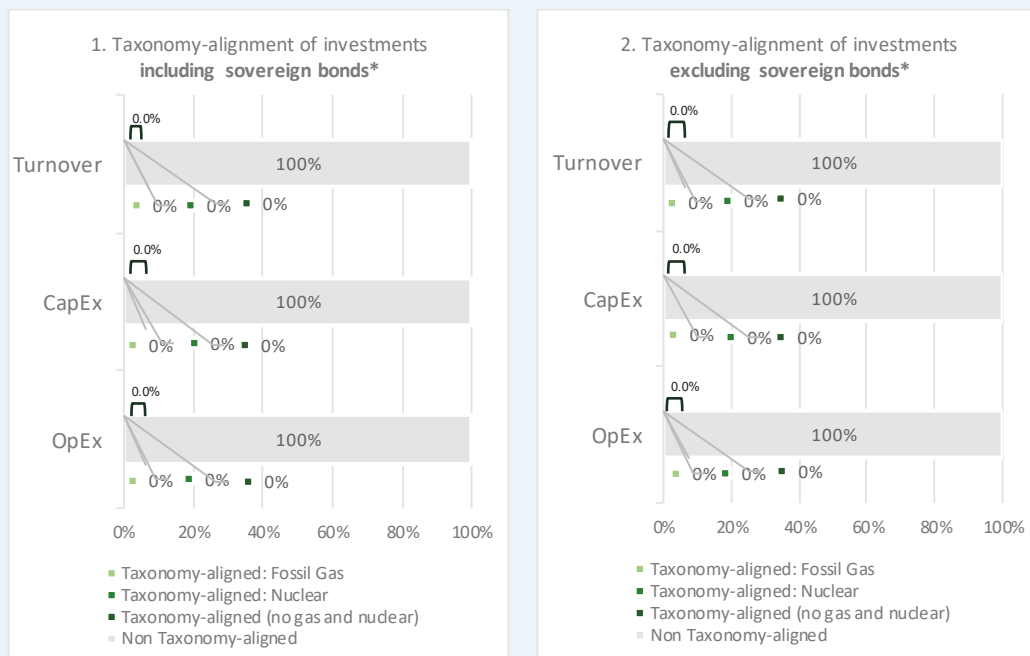 1. Taxonomy-alignment of investments
including sovereign bonds*
0.0%
Turnover
100%
0%
0%
0%
0.0%
CapEx
100%
0%
0%
0%
0.0%
OpEx
100%
0%
0%
0%
0% 20% 40% 60% 80% 100%
Taxonomy-aligned: Fossil Gas
Taxonomy-aligned: Nuclear
Taxonomy-aligned (no gas and nuclear)
Non Taxonomy-aligned
2. Taxonomy-alignment of investments
excluding sovereign bonds*
0.0%
Turnover
100%
0%
0%
0%
0.0%
CapEx
100%
0%
0%
0%
0.0%
OpEx
100%
0%
0%
0%
0% 20% 40% 60% 80% 100%
Taxonomy-aligned: Fossil Gas
Taxonomy-aligned: Nuclear
Taxonomy-aligned (no gas and nuclear)
Non Taxonomy-aligned